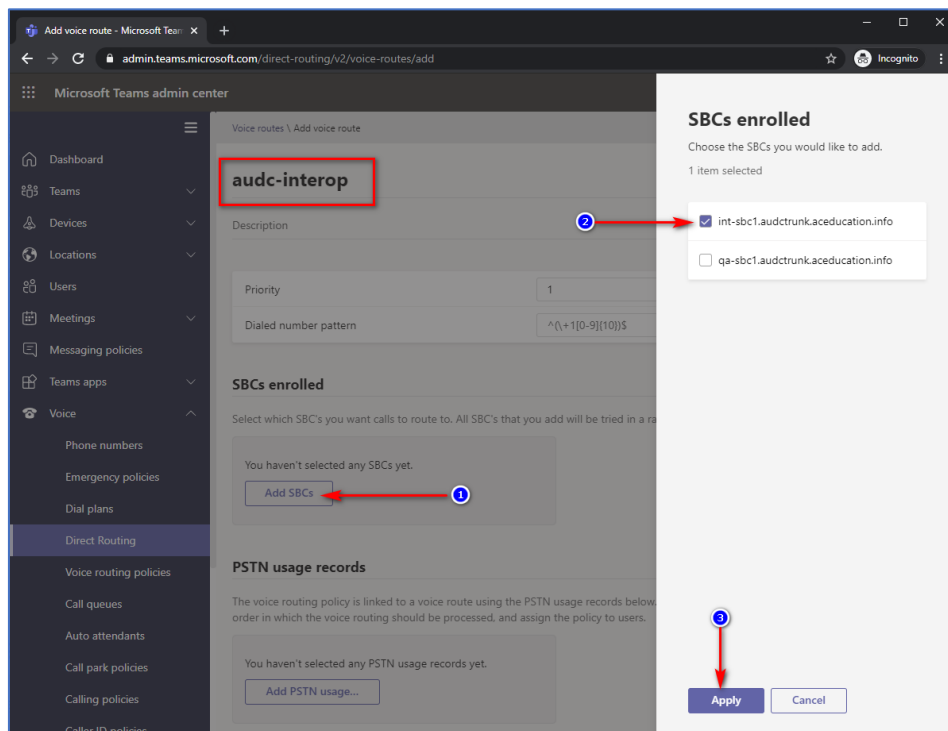 Add voice route - Microsoft Team
admin.teams.microsoft.com/direct-routing/v2/voice-routes/add
Incognito
Microsoft Teams admin center
Dashboard
Teams
Devices
Locations
Users
Meetings
Messaging policies
Teams apps
Voice
Phone numbers
Emergency policies
Dial plans
Direct Routing
Voice routing policies
Call queues
Auto attendants
Call park policies
Calling policies
Caller ID policies
Voice routes \ Add voice route
audc-interop
Description
Priority
1
Dialed number pattern
^(\+1[0-9]{10})$
SBCs enrolled
Select which SBC's you want calls to route to. All SBC's that you add will be tried in a ra
You haven't selected any SBCs yet.
Add SBCs
1
PSTN usage records
The voice routing policy is linked to a voice route using the PSTN usage records below.
order in which the voice routing should be processed, and assign the policy to users.
You haven't selected any PSTN usage records yet.
Add PSTN usage...
SBCs enrolled
Choose the SBCs you would like to add.
1 item selected
2
int-sbc1.audctrunk.aceducation.info
qa-sbc1.audctrunk.aceducation.info
3
Apply
Cancel